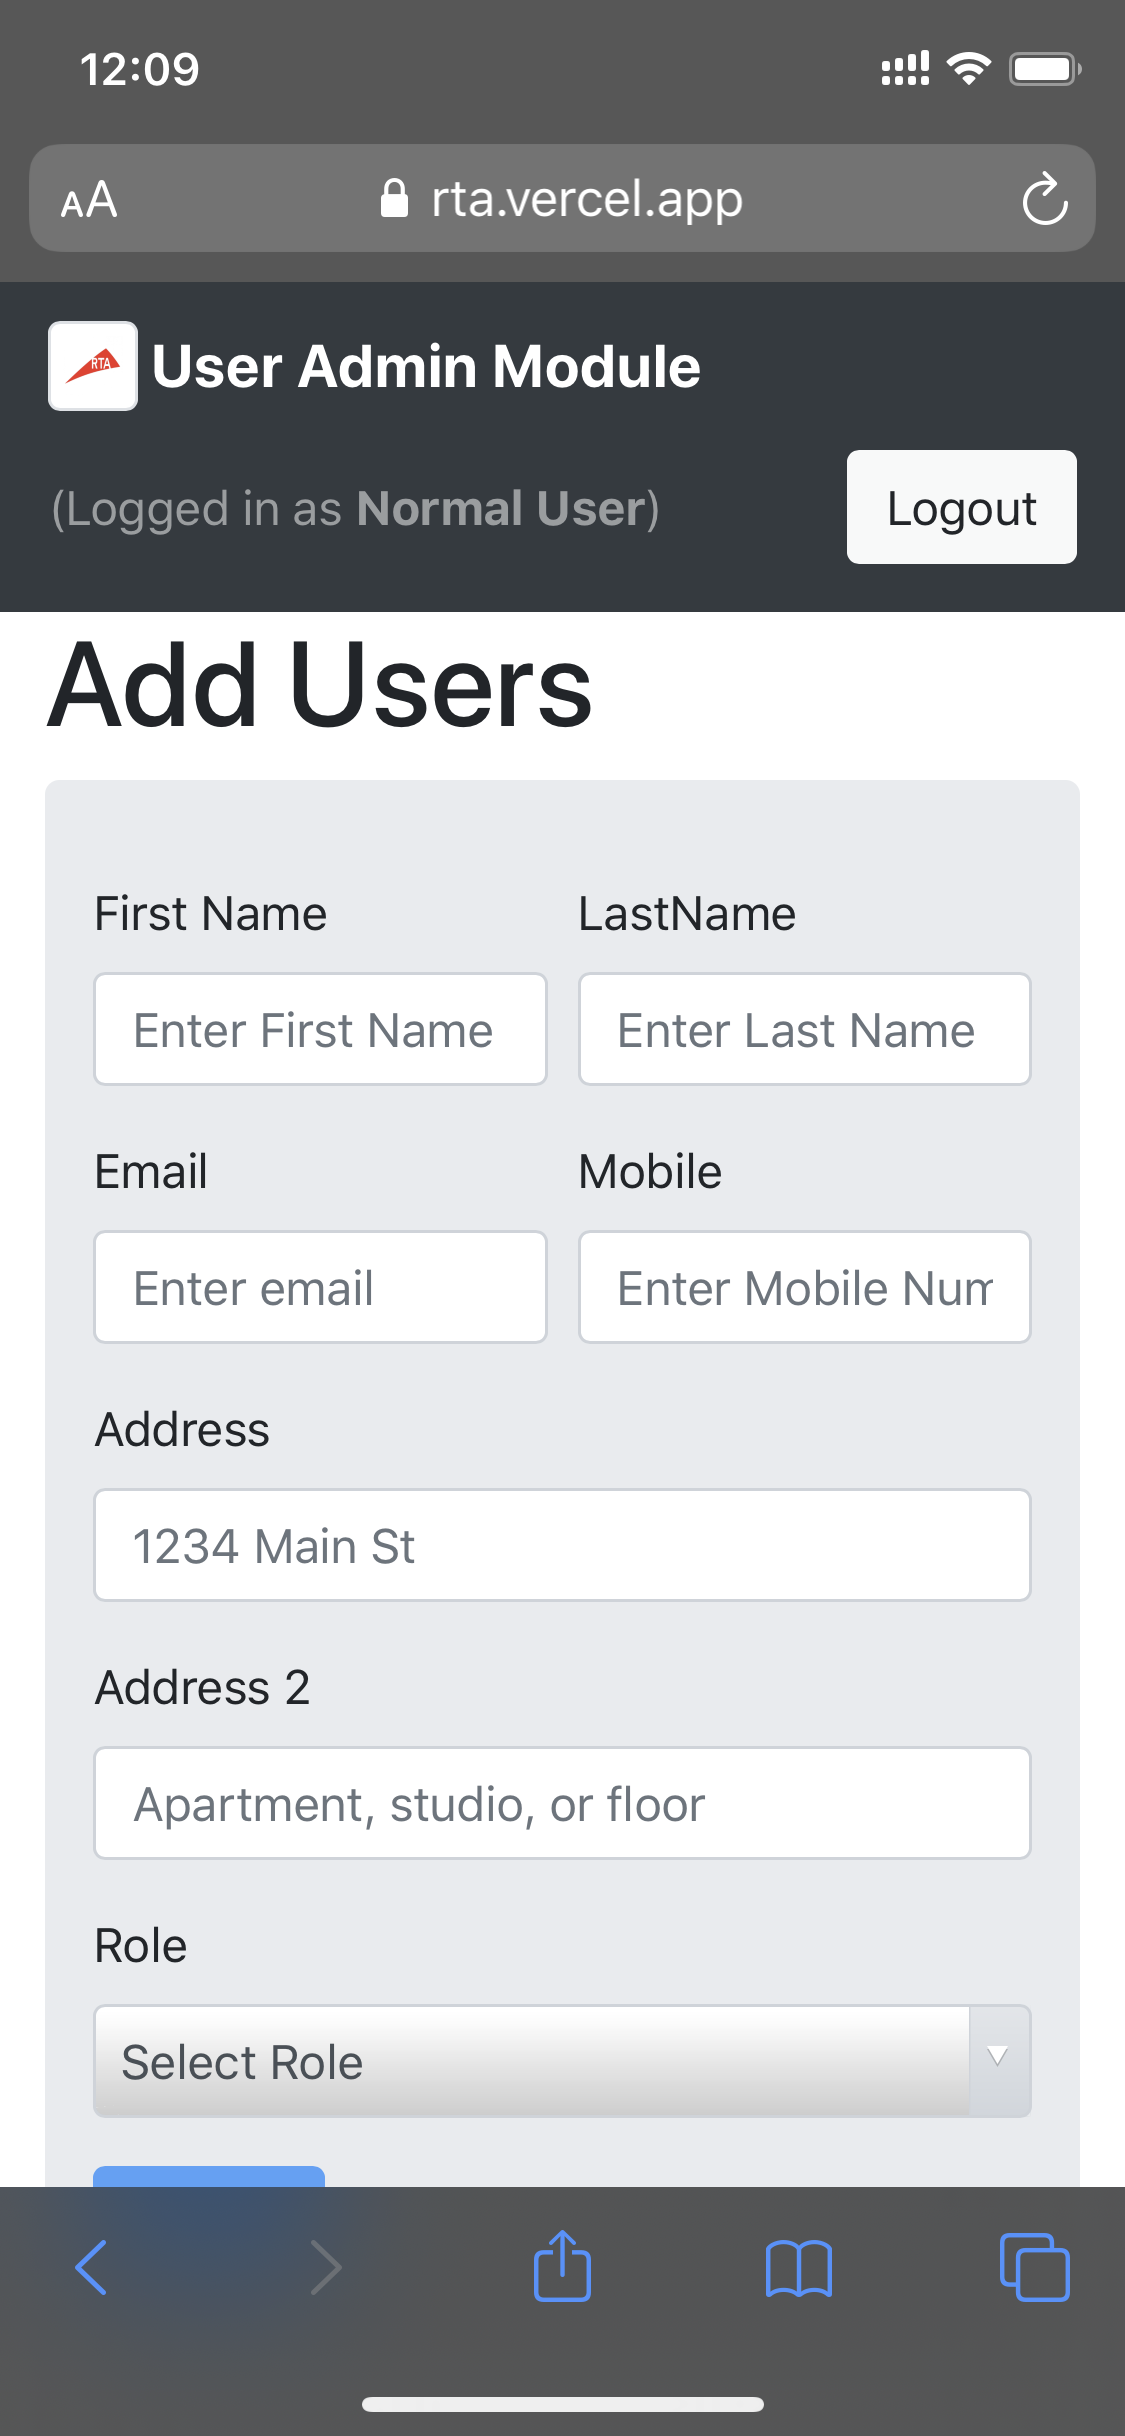 12:09
AA rta.vercel.app
RTA User Admin Module
(Logged in as Normal User) Logout
Add Users
First Name LastName
Enter First Name Enter Last Name
Email Mobile
Enter email Enter Mobile Num
Address
1234 Main St
Address 2
Apartment, studio, or floor
Role
Select Role